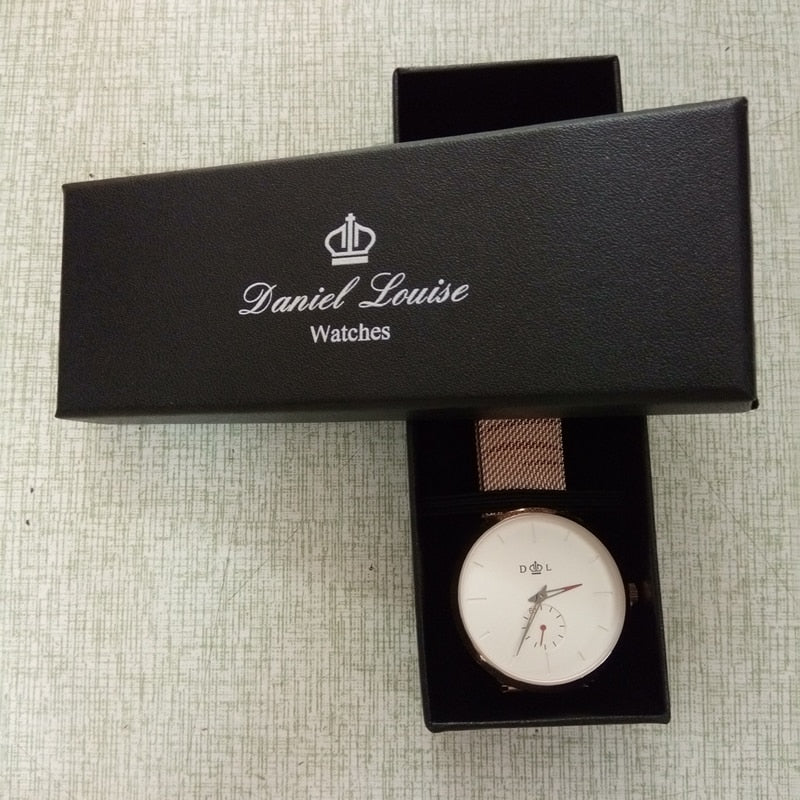 Daniel Louise
Watches
D L